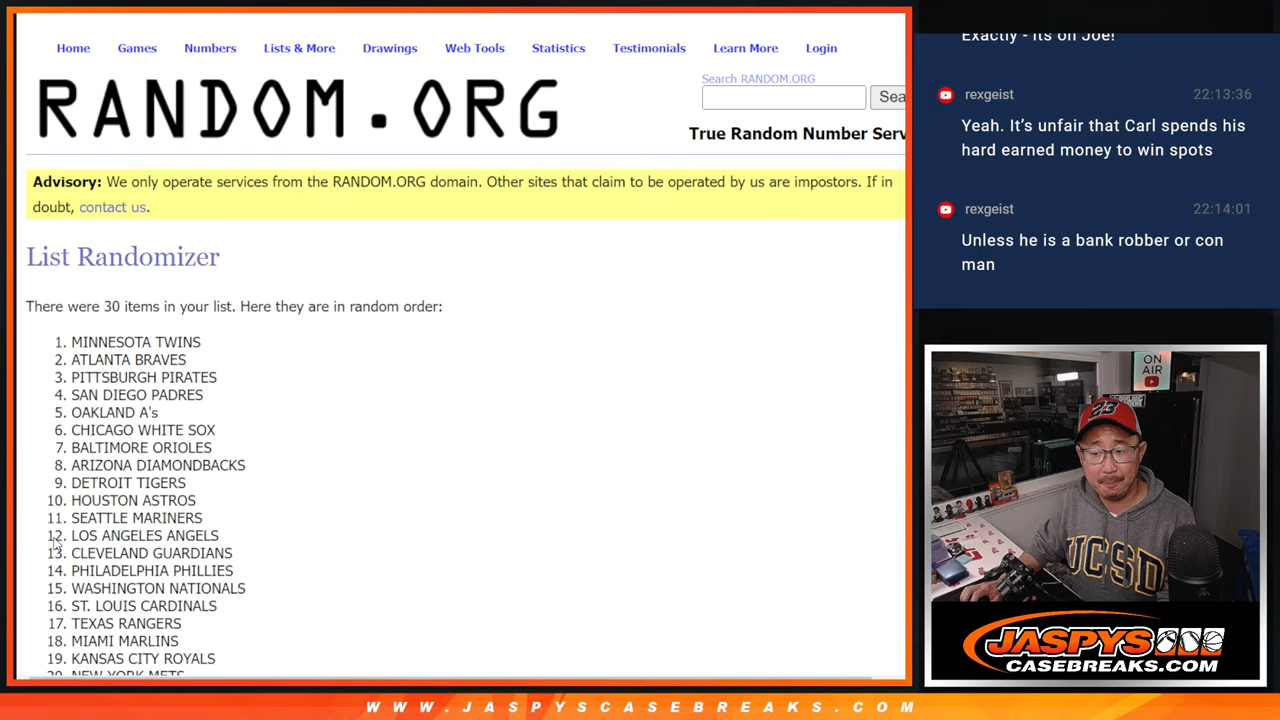 Home Games Numbers Lists & More Drawings Web Tools Statistics Testimonials Learn More Login
RANDOM.ORG
Search RANDOM.ORG
Sea
True Random Number Serv
Advisory: We only operate services from the RANDOM.ORG domain. Other sites that claim to be operated by us are impostors. If in
doubt, contact us.
List Randomizer
There were 30 items in your list. Here they are in random order:
1. MINNESOTA TWINS
2. ATLANTA BRAVES
3. PITTSBURGH PIRATES
4. SAN DIEGO PADRES
5. OAKLAND A's
6. CHICAGO WHITE SOX
7. BALTIMORE ORIOLES
8. ARIZONA DIAMONDBACKS
9. DETROIT TIGERS
10. HOUSTON ASTROS
11. SEATTLE MARINERS
12. LOS ANGELES ANGELS
13. CLEVELAND GUARDIANS
14. PHILADELPHIA PHILLIES
15. WASHINGTON NATIONALS
16. ST. LOUIS CARDINALS
17. TEXAS RANGERS
18. MIAMI MARLINS
19. KANSAS CITY ROYALS
20. NEW YORK METS
Exactly - its on Joe!
rexgeist 22:13:36
Yeah. It’s unfair that Carl spends his
hard earned money to win spots
rexgeist 22:14:01
Unless he is a bank robber or con
man
ON
AIR
23
UCSD
JASPYS
CASEBREAKS.COM
WWW.JASPYSCASEBREAKS.COM